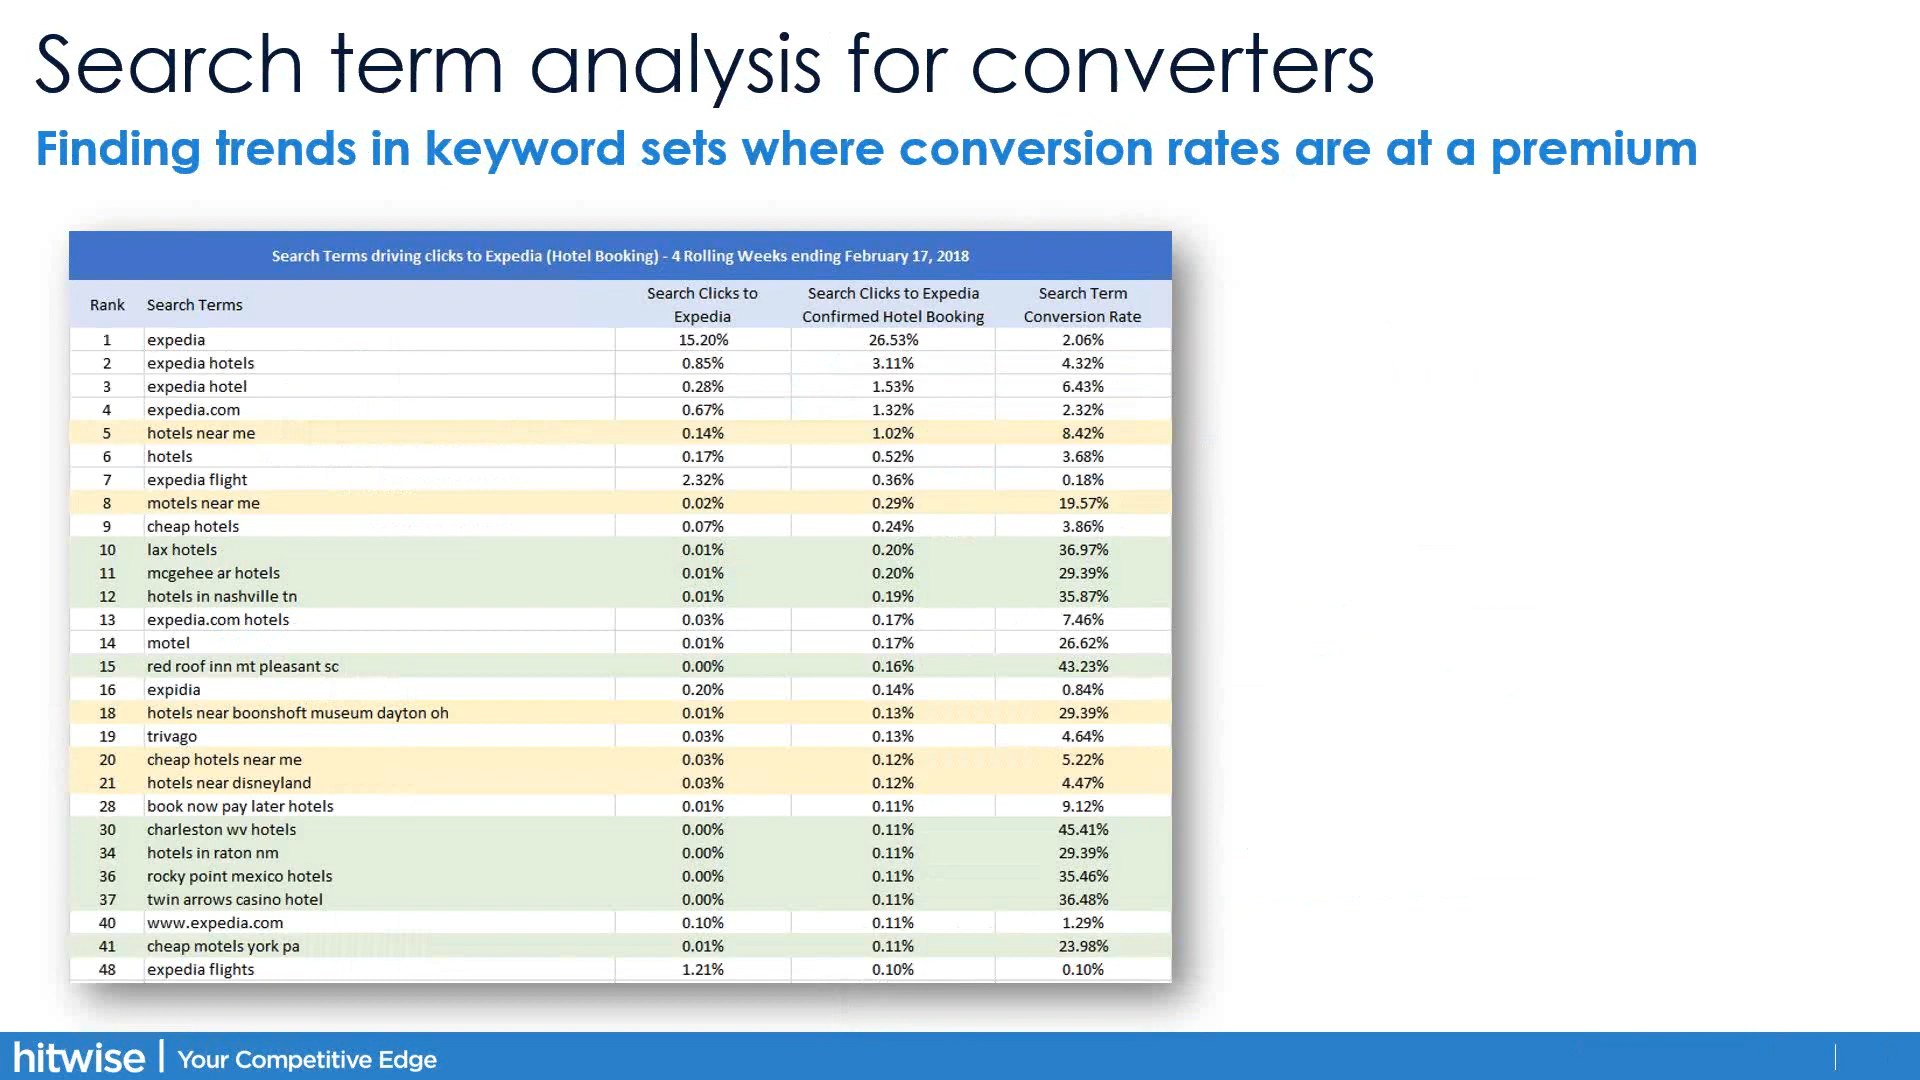 Search term analysis for converters
Finding trends in keyword sets where conversion rates are at a premium
Search Terms driving clicks to Expedia (Hotel Booking) - 4 Rolling Weeks ending February 17, 2018
Rank Search Terms Search Clicks to Expedia Search Clicks to Expedia Confirmed Hotel Booking Search Term Conversion Rate
1 expedia 15.20% 26.53% 2.06%
2 expedia hotels 0.85% 3.11% 4.32%
3 expedia hotel 0.28% 1.53% 6.43%
4 expedia.com 0.67% 1.32% 2.32%
5 hotels near me 0.14% 1.02% 8.42%
6 hotels 0.17% 0.52% 3.68%
7 expedia flight 2.32% 0.36% 0.18%
8 motels near me 0.02% 0.29% 19.57%
9 cheap hotels 0.07% 0.24% 3.86%
10 lax hotels 0.01% 0.20% 36.97%
11 mcgehee ar hotels 0.01% 0.20% 29.39%
12 hotels in nashville tn 0.01% 0.19% 35.87%
13 expedia.com hotels 0.03% 0.17% 7.46%
14 motel 0.01% 0.17% 26.62%
15 red roof inn mt pleasant sc 0.00% 0.16% 43.23%
16 expidia 0.20% 0.14% 0.84%
18 hotels near boonshoft museum dayton oh 0.01% 0.13% 29.39%
19 trivago 0.03% 0.13% 4.64%
20 cheap hotels near me 0.03% 0.12% 5.22%
21 hotels near disneyland 0.03% 0.12% 4.47%
28 book now pay later hotels 0.01% 0.11% 9.12%
30 charleston wv hotels 0.00% 0.11% 45.41%
34 hotels in raton nm 0.00% 0.11% 29.39%
36 rocky point mexico hotels 0.00% 0.11% 35.46%
37 twin arrows casino hotel 0.00% 0.11% 36.48%
40 www.expedia.com 0.10% 0.11% 1.29%
41 cheap motels york pa 0.01% 0.11% 23.98%
48 expedia flights 1.21% 0.10% 0.10%
hitwise | Your Competitive Edge